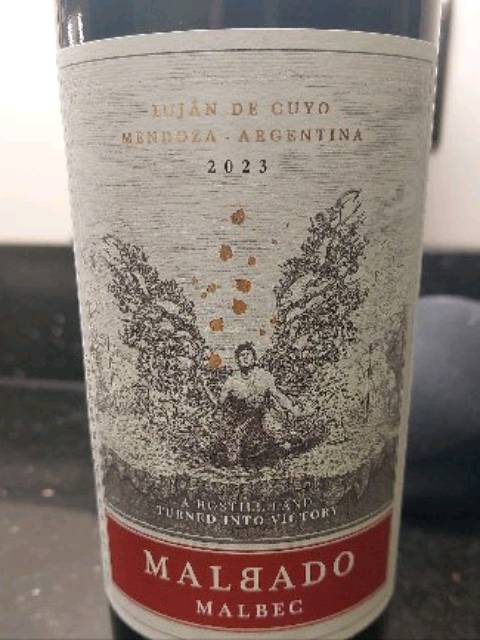 LUJÁN DE CUYO
MENDOZA - ARGENTINA
2023
A HOSTILE LAND
TURNED INTO VICTORY
MALBADO
MALBEC